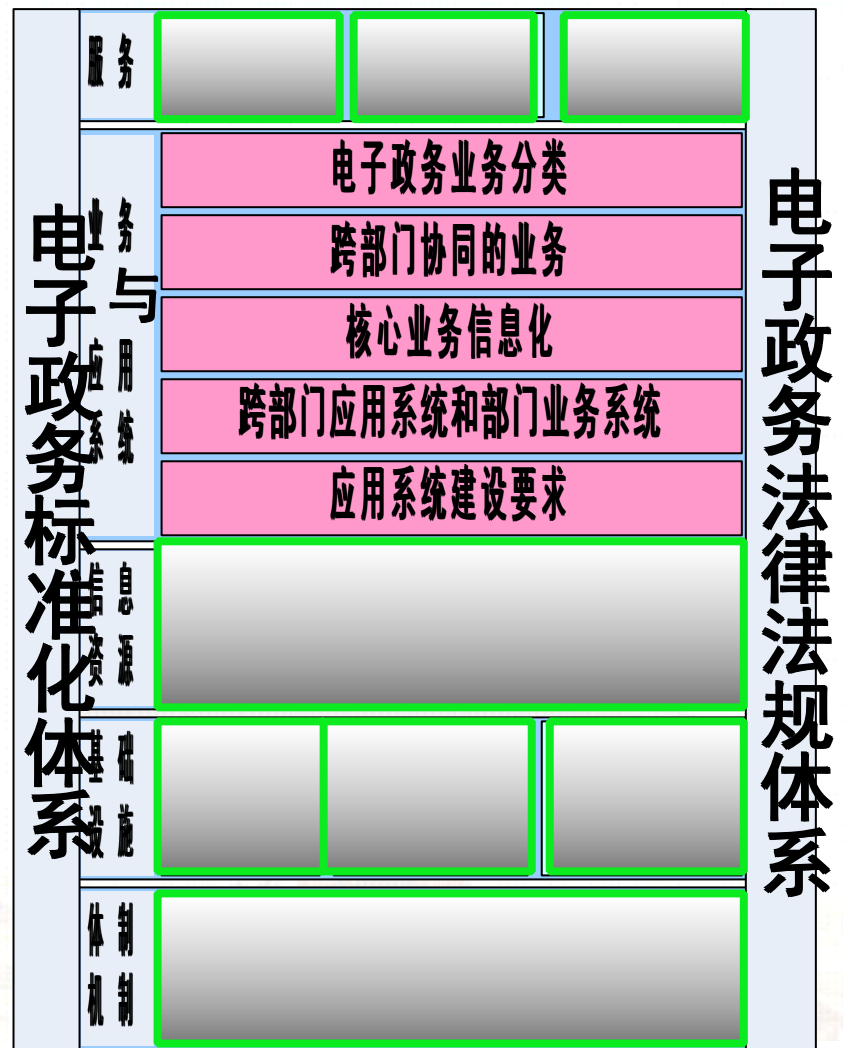 电子政务标准化体系
服务
业务
与
应用
系统
电子政务业务分类
跨部门协同的业务
核心业务信息化
跨部门应用系统和部门业务系统
应用系统建设要求
信息
资源
基础
设施
体制
机制
电子政务法律法规体系